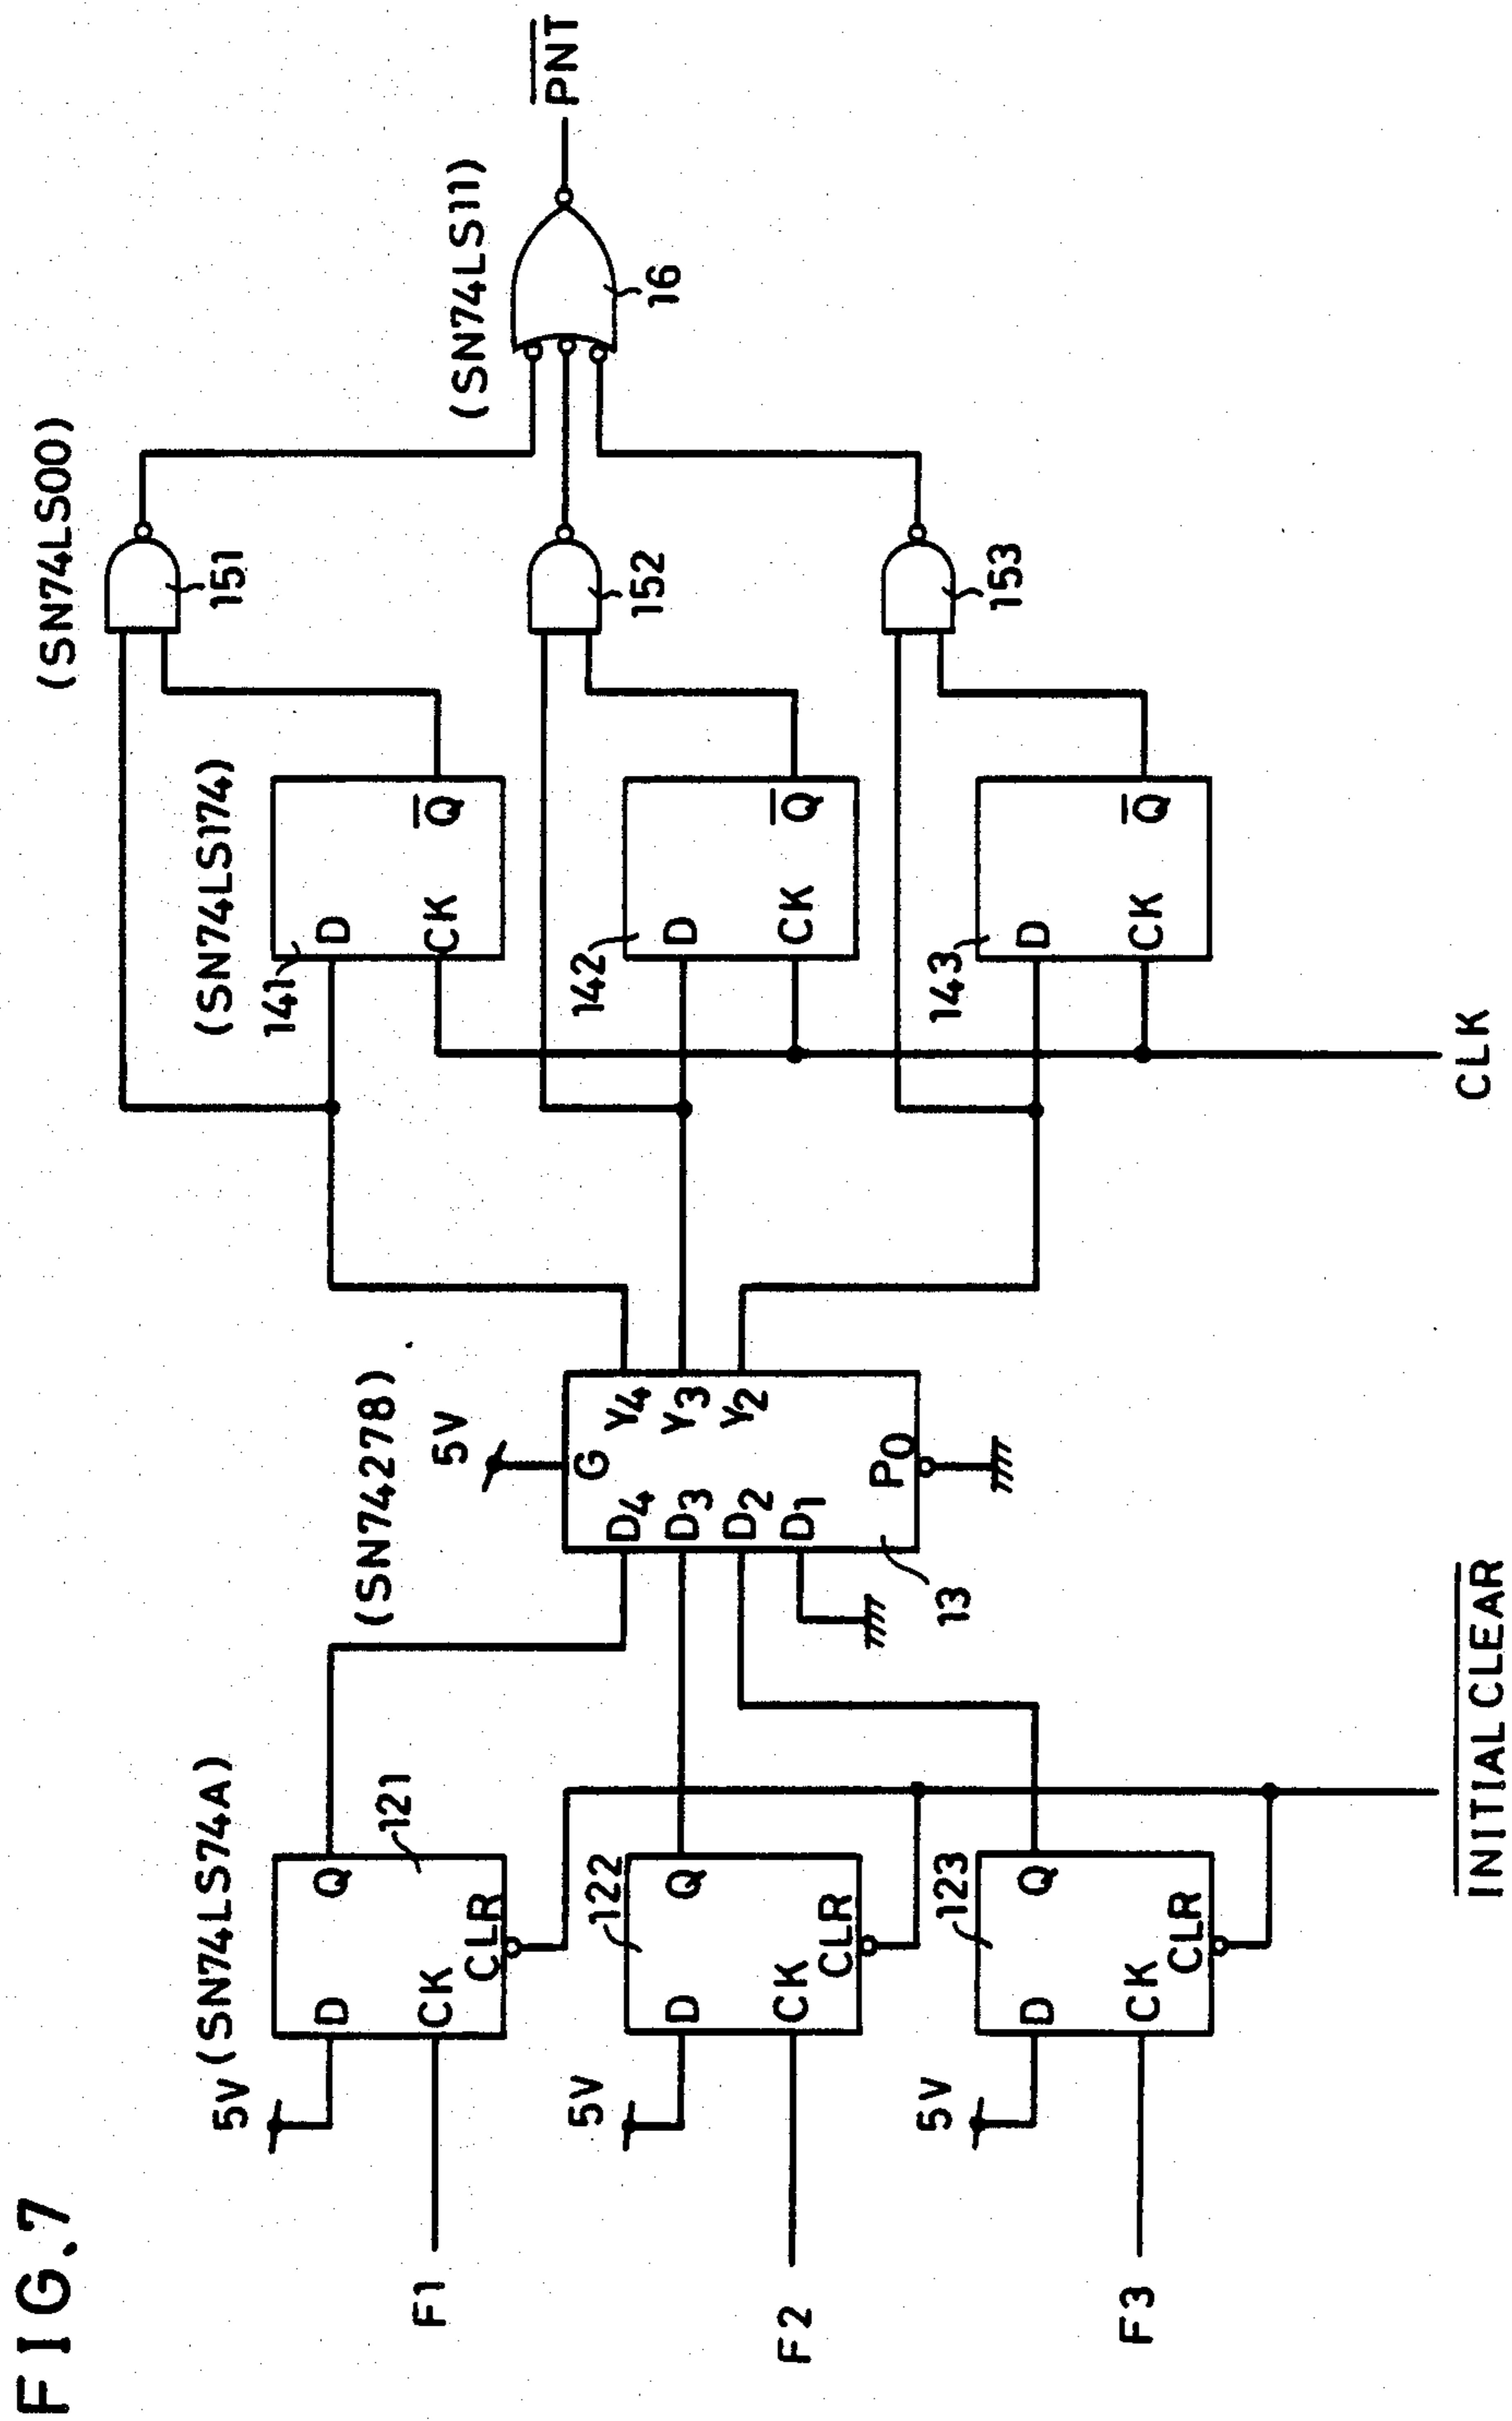 FIG.7
5V
(SN74LS74A)
F1
D
CK
Q
CLR
121
5V
F2
D
CK
Q
CLR
122
5V
F3
D
CK
Q
CLR
123
INITIAL CLEAR
(SN74278)
5V
G
D4
D3
D2
D1
Y4
Y3
Y2
P0
13
(SN74LS174)
141
D
CK
Q
142
D
CK
Q
143
D
CK
Q
CLK
(SN74LS00)
151
152
153
(SN74LS11)
16
PNT